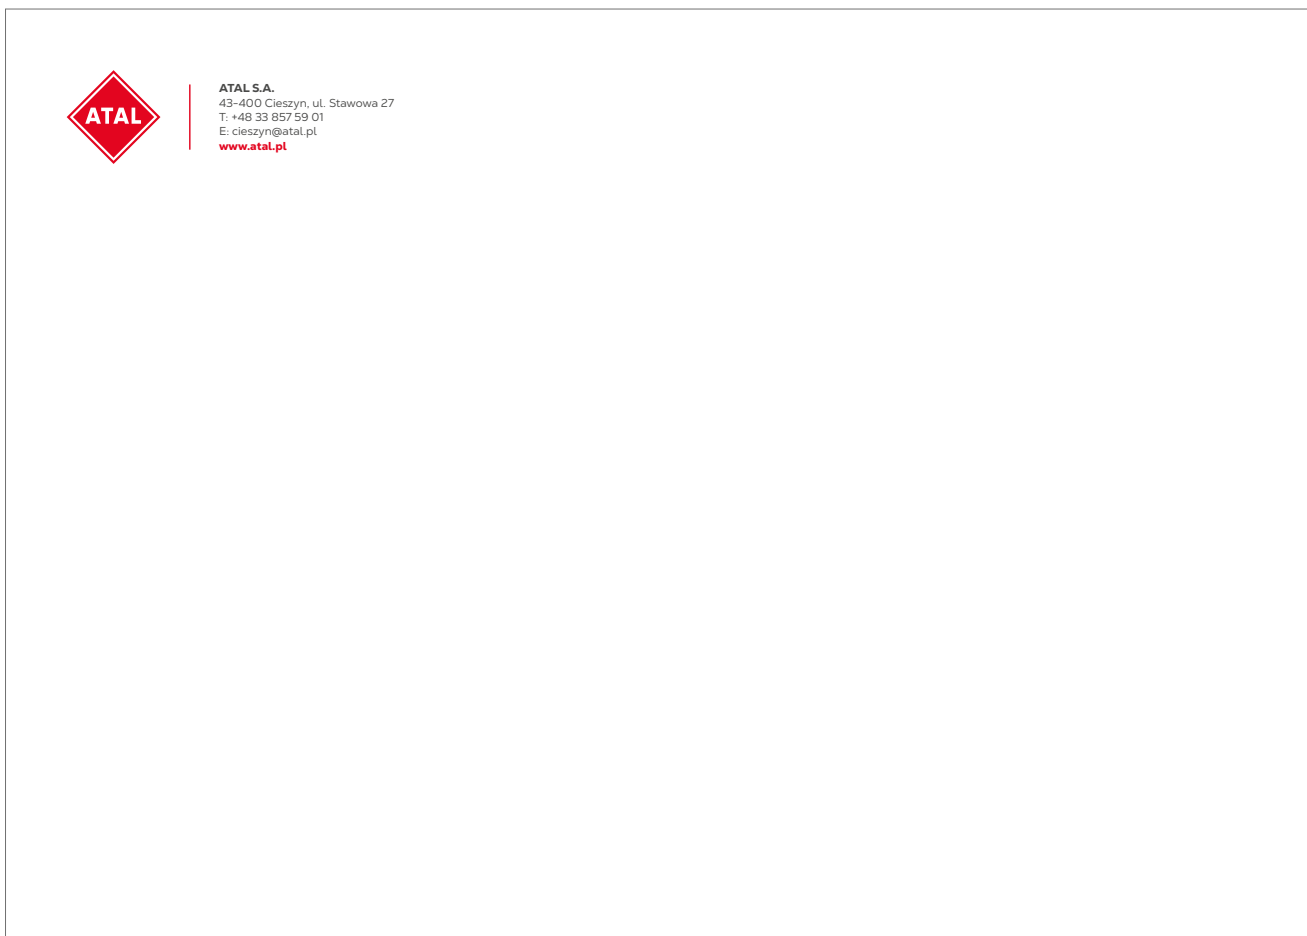 ATAL
ATAL S.A.
43-400 Cieszyn, ul. Stawowa 27
T: +48 33 857 59 01
E: cieszyn@atal.pl
www.atal.pl